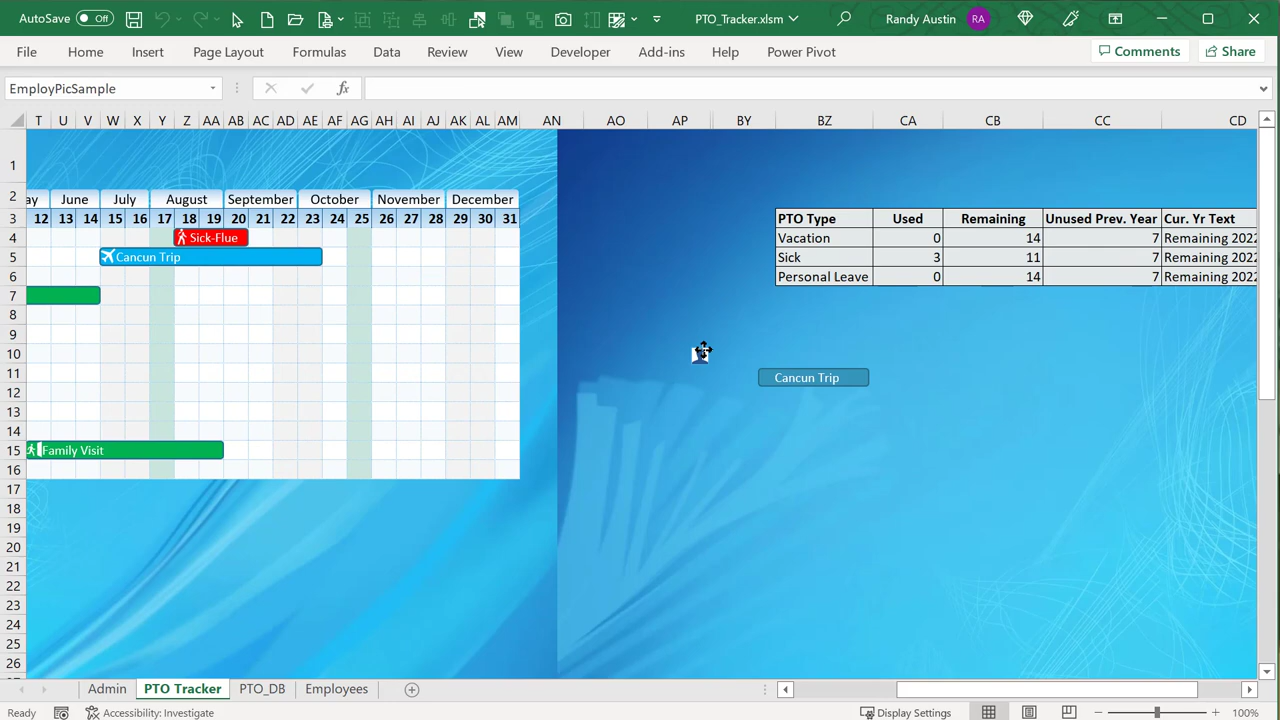 AutoSave Off PTO_Tracker.xlsm Randy Austin RA
File Home Insert Page Layout Formulas Data Review View Developer Add-ins Help Power Pivot Comments Share
EmployPicSample fx
T U V W X Y Z AA AB AC AD AE AF AG AH AI AJ AK AL AM AN AO AP BY BZ CA CB CC CD
1
2 ay June July August September October November December
3 12 13 14 15 16 17 18 19 20 21 22 23 24 25 26 27 28 29 30 31 PTO Type Used Remaining Unused Prev. Year Cur. Yr Text
4 Sick-Flue Vacation 0 14 7 Remaining 2022
5 Cancun Trip Sick 3 11 7 Remaining 2022
6 Personal Leave 0 14 7 Remaining 2022
7
8
9
10
11 Cancun Trip
12
13
14
15 Family Visit
16
17
18
19
20
21
22
23
24
25
26
Admin PTO Tracker PTO_DB Employees
Ready Accessibility: Investigate Display Settings 100%